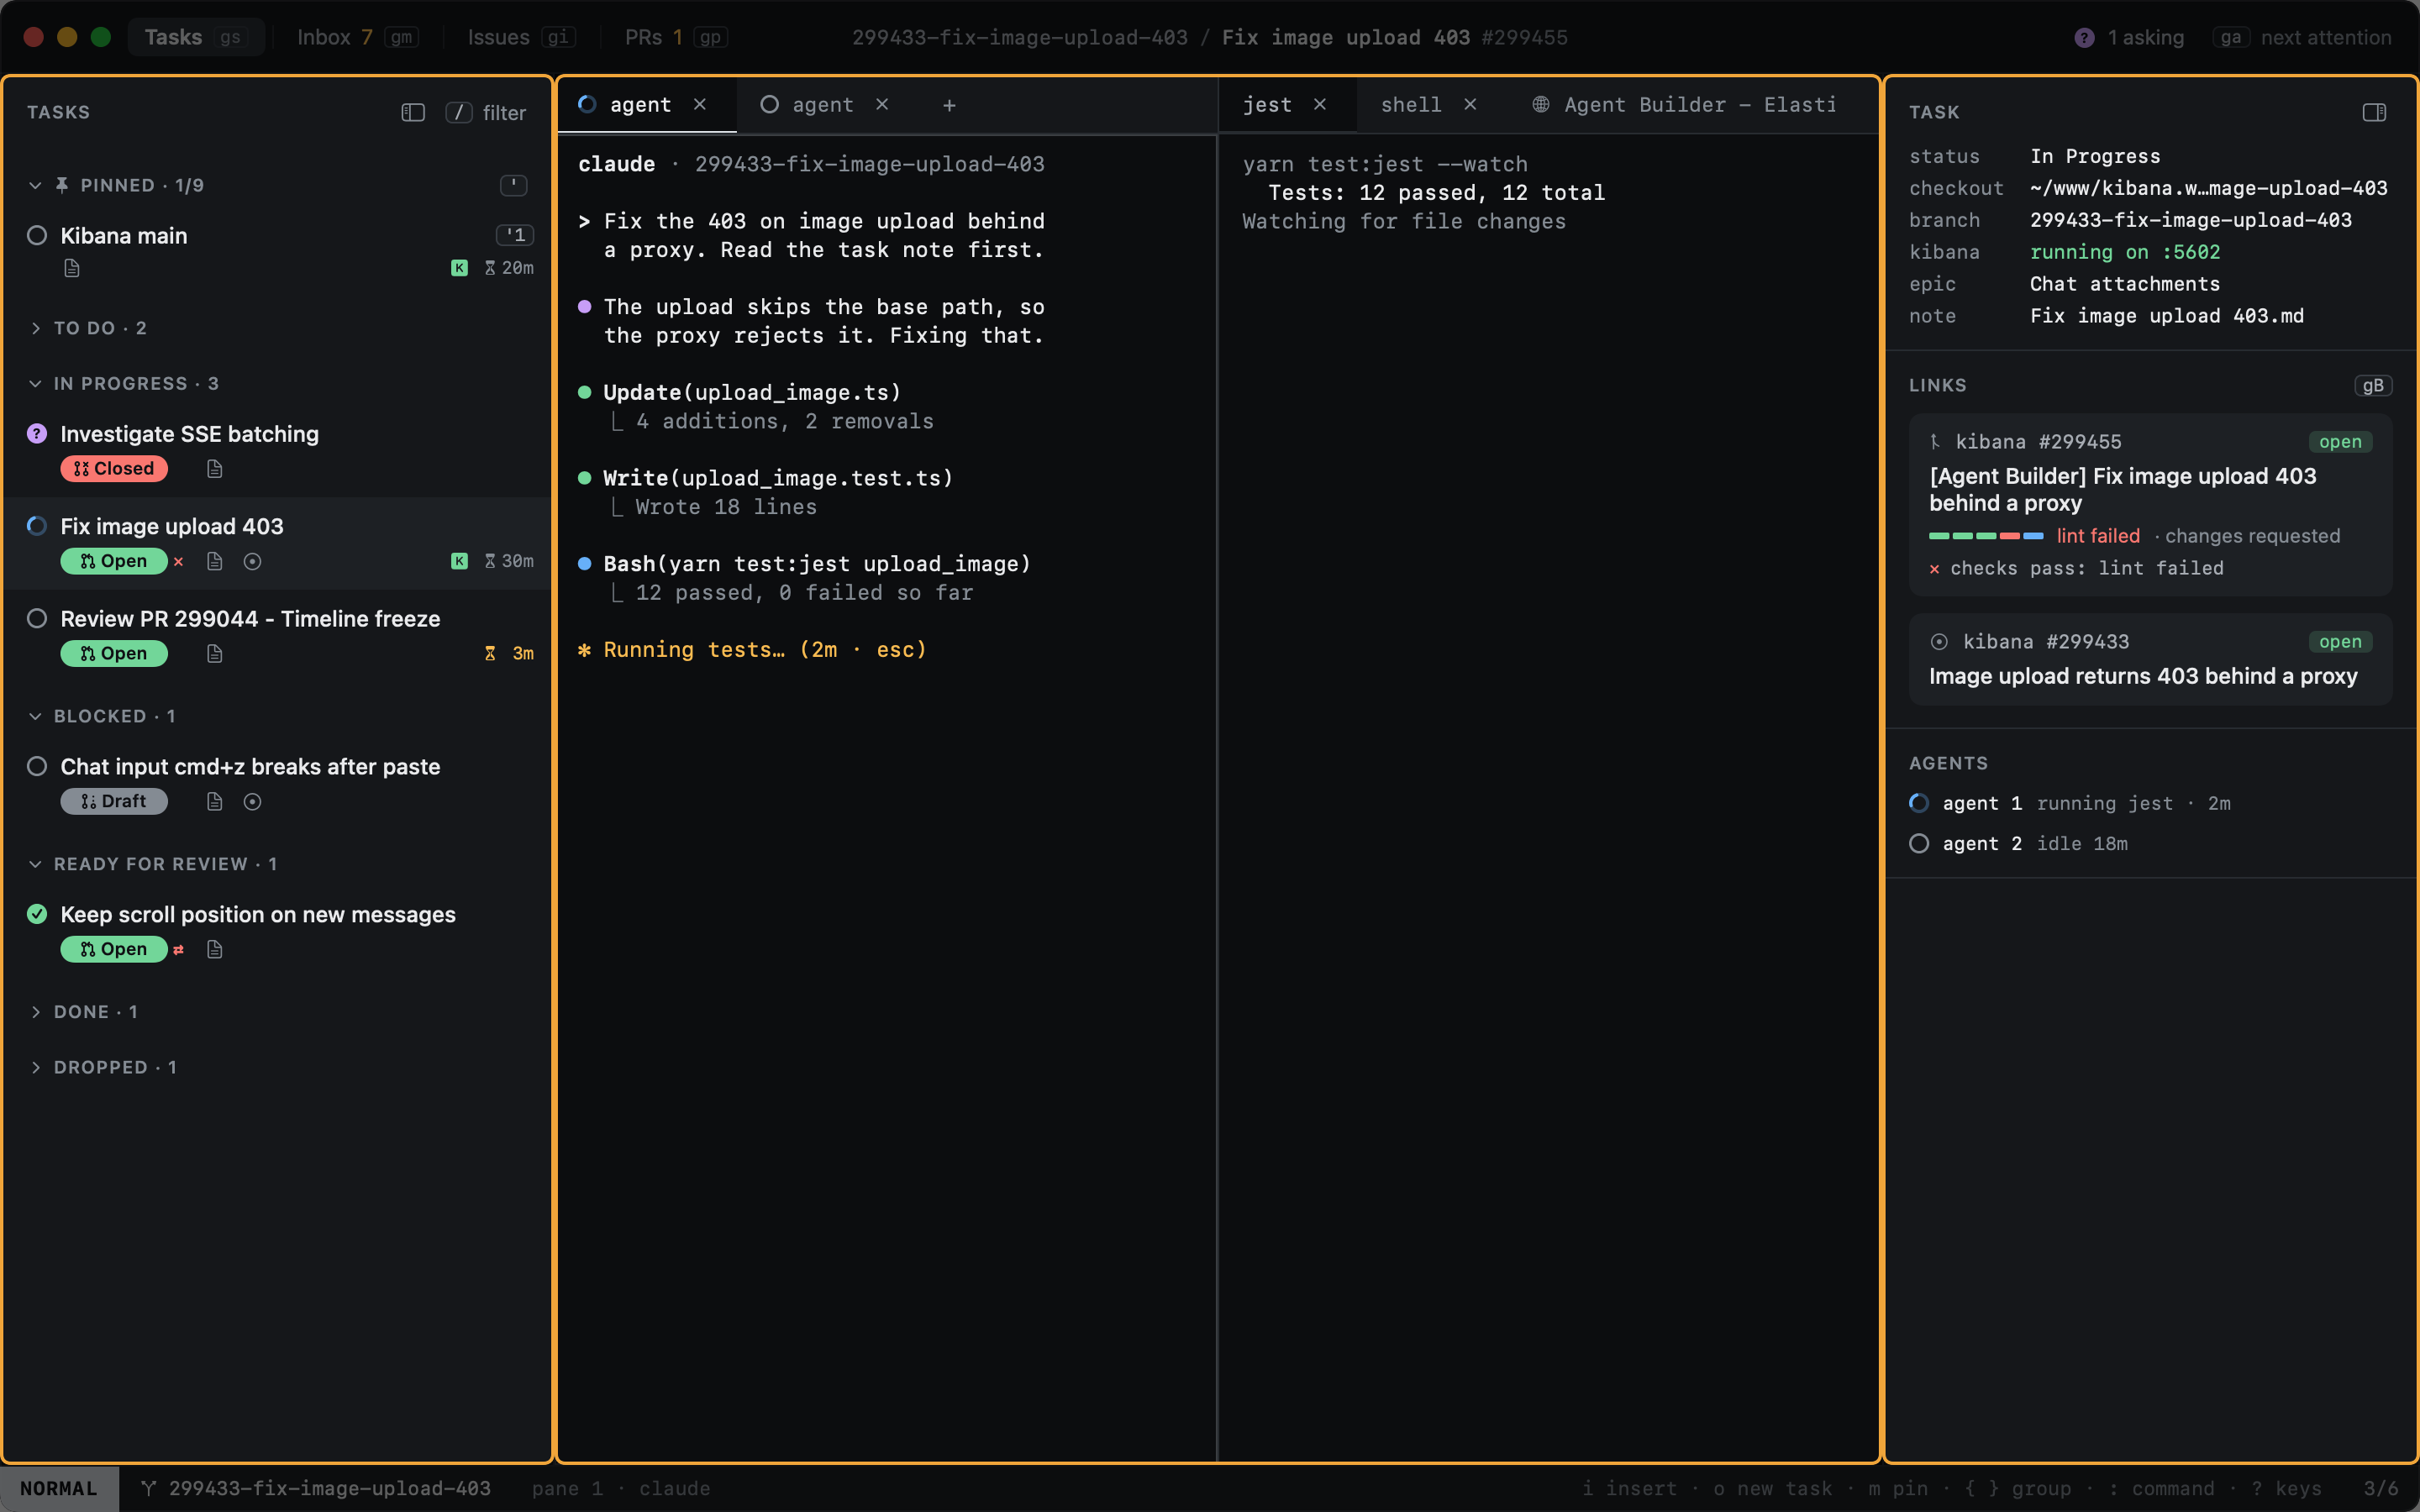 Tasks gs Inbox 7 gm Issues gi PRs 1 gp 299433-fix-image-upload-403 / Fix image upload 403 #299455 ? 1 asking ga next attention
TASKS / filter
PINNED · 1/9 '
Kibana main '1
K 20m
TO DO · 2
IN PROGRESS · 3
? Investigate SSE batching
Closed
Fix image upload 403
Open × K 30m
Review PR 299044 - Timeline freeze
Open 3m
BLOCKED · 1
Chat input cmd+z breaks after paste
Draft
READY FOR REVIEW · 1
Keep scroll position on new messages
Open
DONE · 1
DROPPED · 1
agent × agent × +
claude · 299433-fix-image-upload-403
> Fix the 403 on image upload behind
a proxy. Read the task note first.
The upload skips the base path, so
the proxy rejects it. Fixing that.
Update(upload_image.ts)
⎿ 4 additions, 2 removals
Write(upload_image.test.ts)
⎿ Wrote 18 lines
Bash(yarn test:jest upload_image)
⎿ 12 passed, 0 failed so far
✻ Running tests… (2m · esc)
jest × shell × Agent Builder – Elasti
yarn test:jest --watch
Tests: 12 passed, 12 total
Watching for file changes
TASK
status In Progress
checkout ~/www/kibana.w…mage-upload-403
branch 299433-fix-image-upload-403
kibana running on :5602
epic Chat attachments
note Fix image upload 403.md
LINKS gB
kibana #299455 open
[Agent Builder] Fix image upload 403
behind a proxy
lint failed · changes requested
× checks pass: lint failed
kibana #299433 open
Image upload returns 403 behind a proxy
AGENTS
agent 1 running jest · 2m
agent 2 idle 18m
NORMAL 299433-fix-image-upload-403 pane 1 · claude i insert · o new task · m pin · { } group · : command · ? keys 3/6